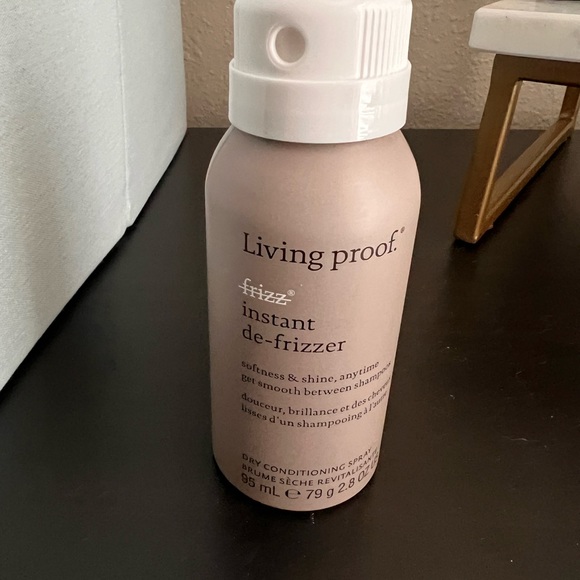 Living proof.®
frizz®
instant
de-frizzer
softness & shine, anytime
get smooth between shampoos
douceur, brillance et des cheveux
lisses d'un shampooing à l'autre
DRY CONDITIONING SPRAY
BRUME SÈCHE REVITALISANTE
95 mL ℮ 79 g 2.8 OZ